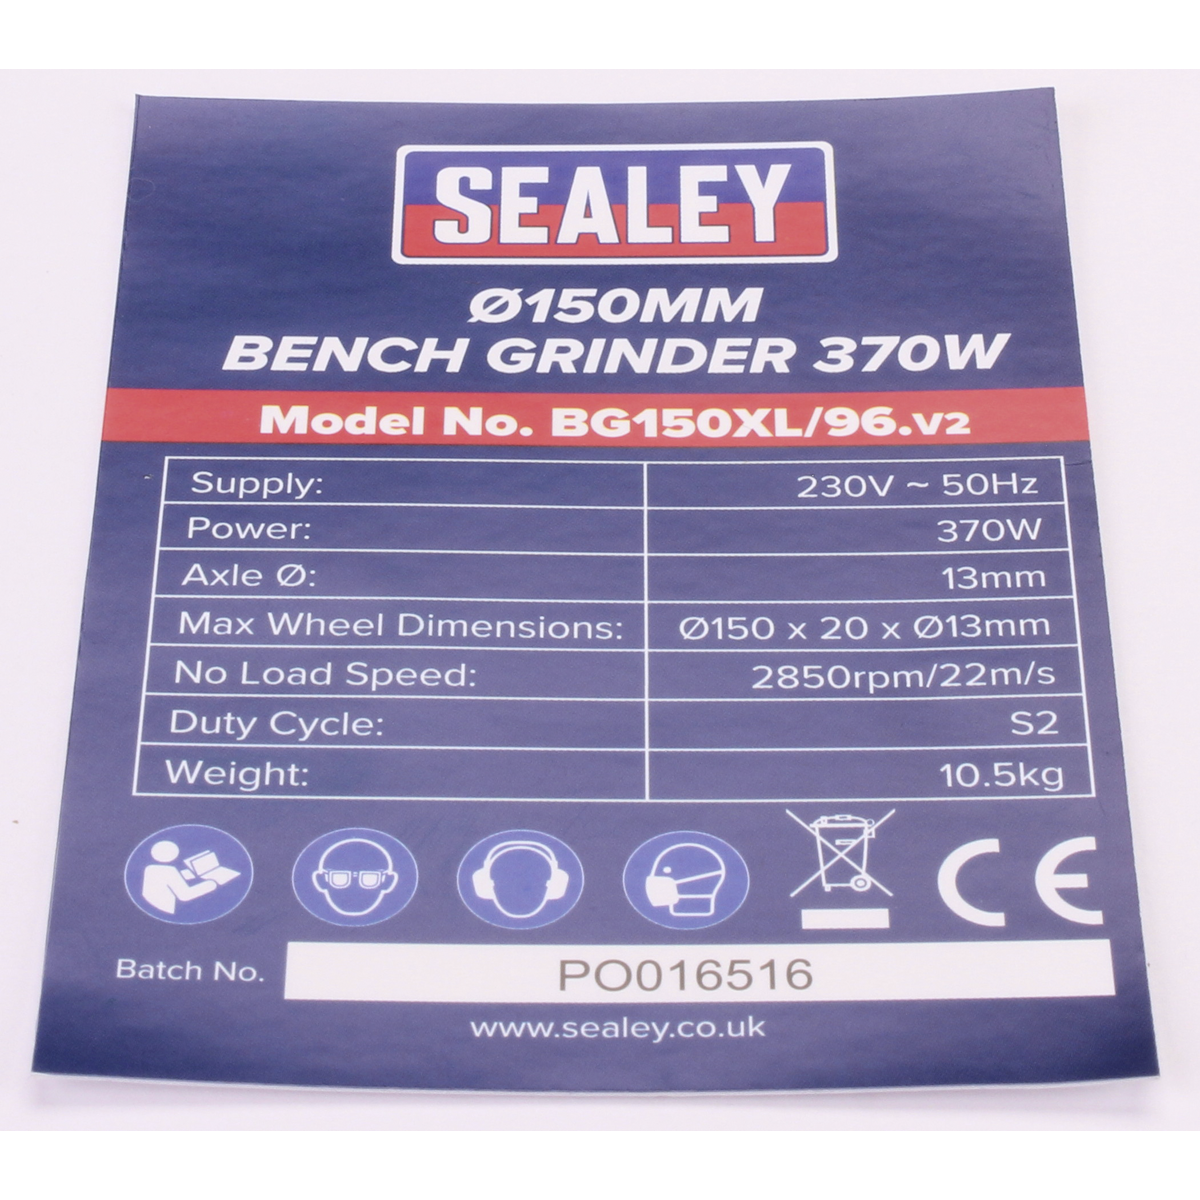 SEALEY
Ø150MM
BENCH GRINDER 370W
Model No. BG150XL/96.v2
Supply: 230V ~ 50Hz
Power: 370W
Axle Ø: 13mm
Max Wheel Dimensions: Ø150 x 20 x Ø13mm
No Load Speed: 2850rpm/22m/s
Duty Cycle: S2
Weight: 10.5kg
CE
Batch No. PO016516
www.sealey.co.uk